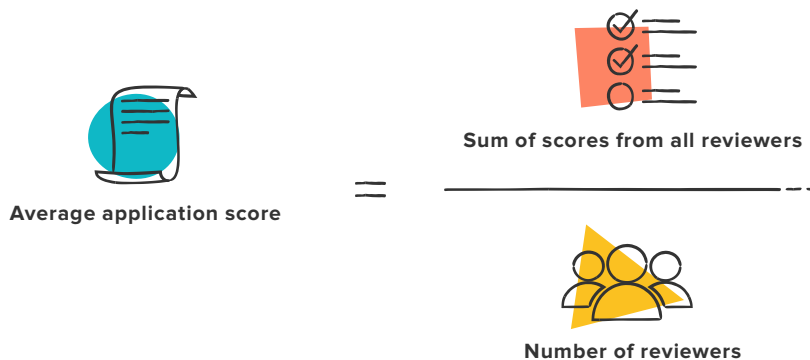 Average application score
=
Sum of scores from all reviewers
Number of reviewers